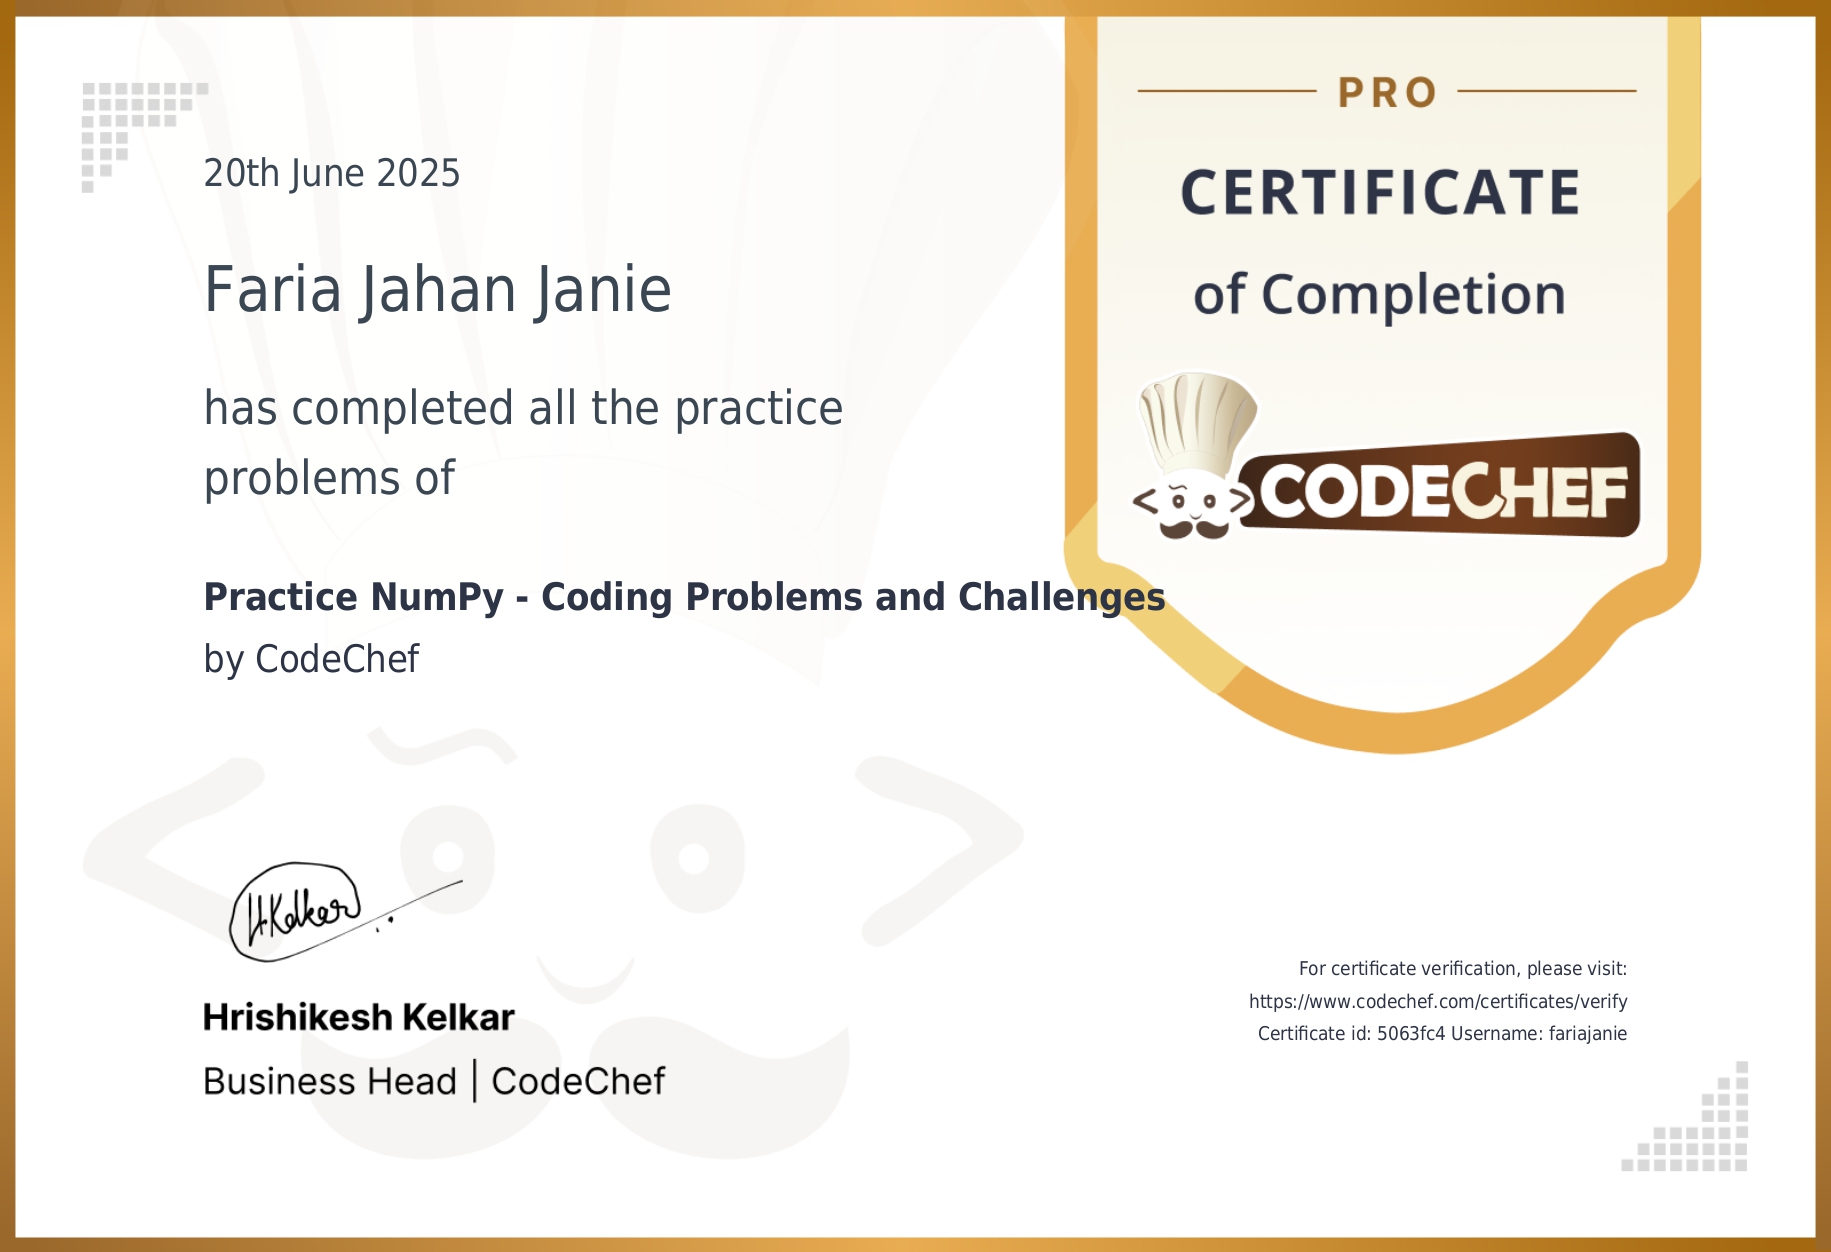 20th June 2025
Faria Jahan Janie
has completed all the practice
problems of
Practice NumPy - Coding Problems and Challenges
by CodeChef
PRO
CERTIFICATE
of Completion
CODECHEF
H.Kelkar
Hrishikesh Kelkar
Business Head | CodeChef
For certificate verification, please visit:
https://www.codechef.com/certificates/verify
Certificate id: 5063fc4 Username: fariajanie